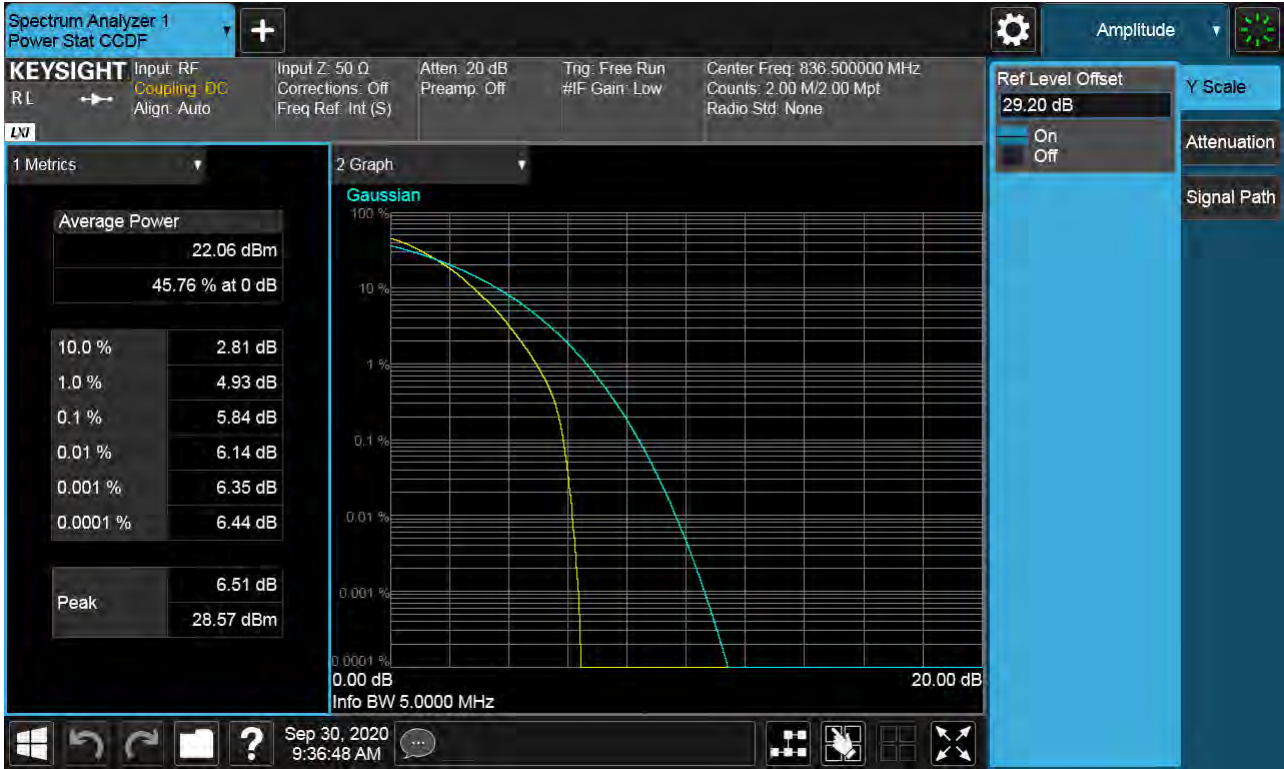 Spectrum Analyzer 1
Power Stat CCDF
+
Amplitude
KEYSIGHT
R L
LXI
Input: RF
Coupling: DC
Align: Auto
Input Z: 50 Ω
Corrections: Off
Freq Ref: Int (S)
Atten: 20 dB
Preamp: Off
Trig: Free Run
#IF Gain: Low
Center Freq: 836.500000 MHz
Counts: 2.00 M/2.00 Mpt
Radio Std: None
Ref Level Offset
29.20 dB
On
Off
Y Scale
Attenuation
Signal Path
1 Metrics
Average Power
22.06 dBm
45.76 % at 0 dB
10.0 % 2.81 dB
1.0 % 4.93 dB
0.1 % 5.84 dB
0.01 % 6.14 dB
0.001 % 6.35 dB
0.0001 % 6.44 dB
Peak
6.51 dB
28.57 dBm
2 Graph
Gaussian
100 %
10 %
1 %
0.1 %
0.01 %
0.001 %
0.0001 %
0.00 dB 20.00 dB
Info BW 5.0000 MHz
?
Sep 30, 2020
9:36:48 AM